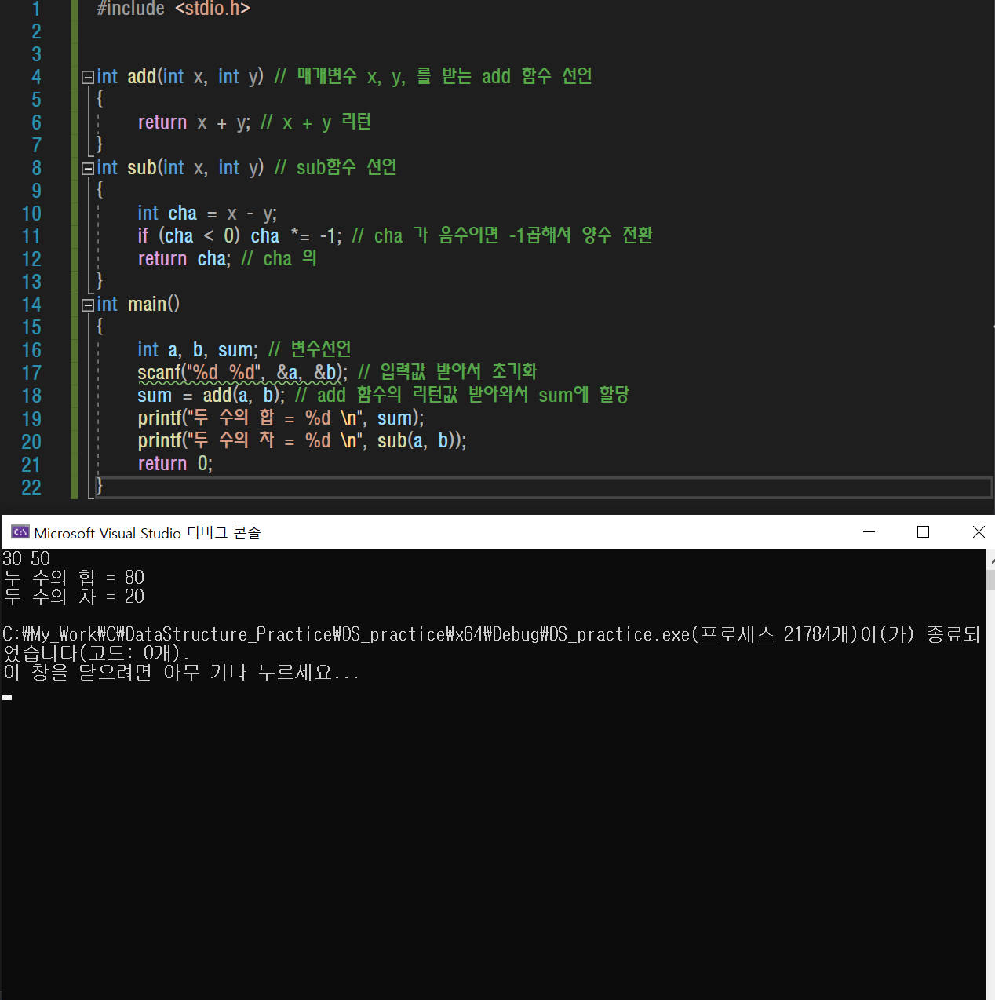 1 #include <stdio.h>
2
3
4 int add(int x, int y) // 매개변수 x, y, 를 받는 add 함수 선언
5 {
6 return x + y; // x + y 리턴
7 }
8 int sub(int x, int y) // sub함수 선언
9 {
10 int cha = x - y;
11 if (cha < 0) cha *= -1; // cha 가 음수이면 -1곱해서 양수 전환
12 return cha; // cha 의
13 }
14 int main()
15 {
16 int a, b, sum; // 변수선언
17 scanf("%d %d", &a, &b); // 입력값 받아서 초기화
18 sum = add(a, b); // add 함수의 리턴값 받아와서 sum에 할당
19 printf("두 수의 합 = %d \n", sum);
20 printf("두 수의 차 = %d \n", sub(a, b));
21 return 0;
22 }
C:\ Microsoft Visual Studio 디버그 콘솔
30 50
두 수의 합 = 80
두 수의 차 = 20
C:₩My_Work₩C₩DataStructure_Practice₩DS_practice₩x64₩Debug₩DS_practice.exe(프로세스 21784개)이(가) 종료되
었습니다(코드: 0개).
이 창을 닫으려면 아무 키나 누르세요...